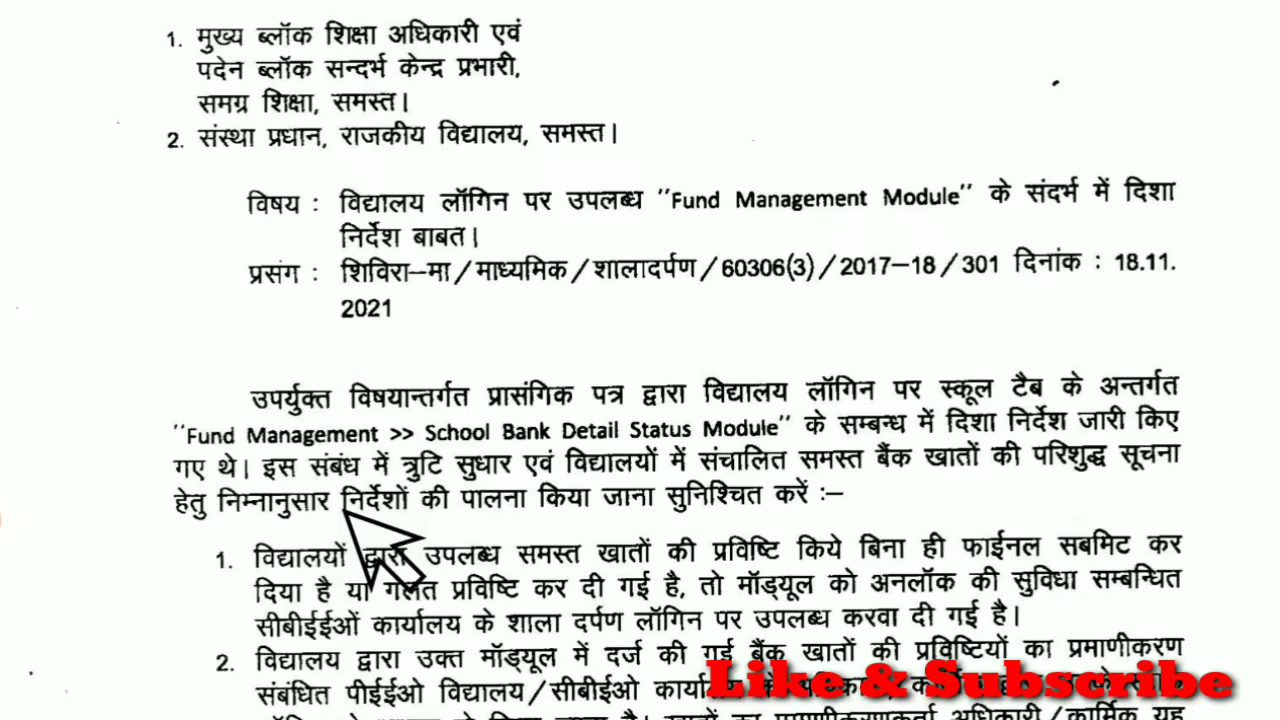 1. मुख्य ब्लॉक शिक्षा अधिकारी एवं
पदेन ब्लॉक सन्दर्भ केन्द्र प्रभारी,
समग्र शिक्षा, समस्त।
2. संस्था प्रधान, राजकीय विद्यालय, समस्त।
विषय : विद्यालय लॉगिन पर उपलब्ध ''Fund Management Module'' के संदर्भ में दिशा
निर्देश बाबत।
प्रसंग : शिविरा–मा/माध्यमिक/शालादर्पण/60306(3)/2017–18/301 दिनांक : 18.11.
2021
उपर्युक्त विषयान्तर्गत प्रासंगिक पत्र द्वारा विद्यालय लॉगिन पर स्कूल टैब के अन्तर्गत
''Fund Management >> School Bank Detail Status Module'' के सम्बन्ध में दिशा निर्देश जारी किए
गए थे। इस संबंध में त्रुटि सुधार एवं विद्यालयों में संचालित समस्त बैंक खातों की परिशुद्ध सूचना
हेतु निम्नानुसार निर्देशों की पालना किया जाना सुनिश्चित करें :–
1. विद्यालयों द्वारा उपलब्ध समस्त खातों की प्रविष्टि किये बिना ही फाईनल सबमिट कर
दिया है या गलत प्रविष्टि कर दी गई है, तो मॉड्यूल को अनलॉक की सुविधा सम्बन्धित
सीबीईईओं कार्यालय के शाला दर्पण लॉगिन पर उपलब्ध करवा दी गई है।
2. विद्यालय द्वारा उक्त मॉड्यूल में दर्ज की गई बैंक खातों की प्रविष्टियों का प्रमाणीकरण
संबंधित पीईईओ विद्यालय/सीबीईओ
Like & Subscribe